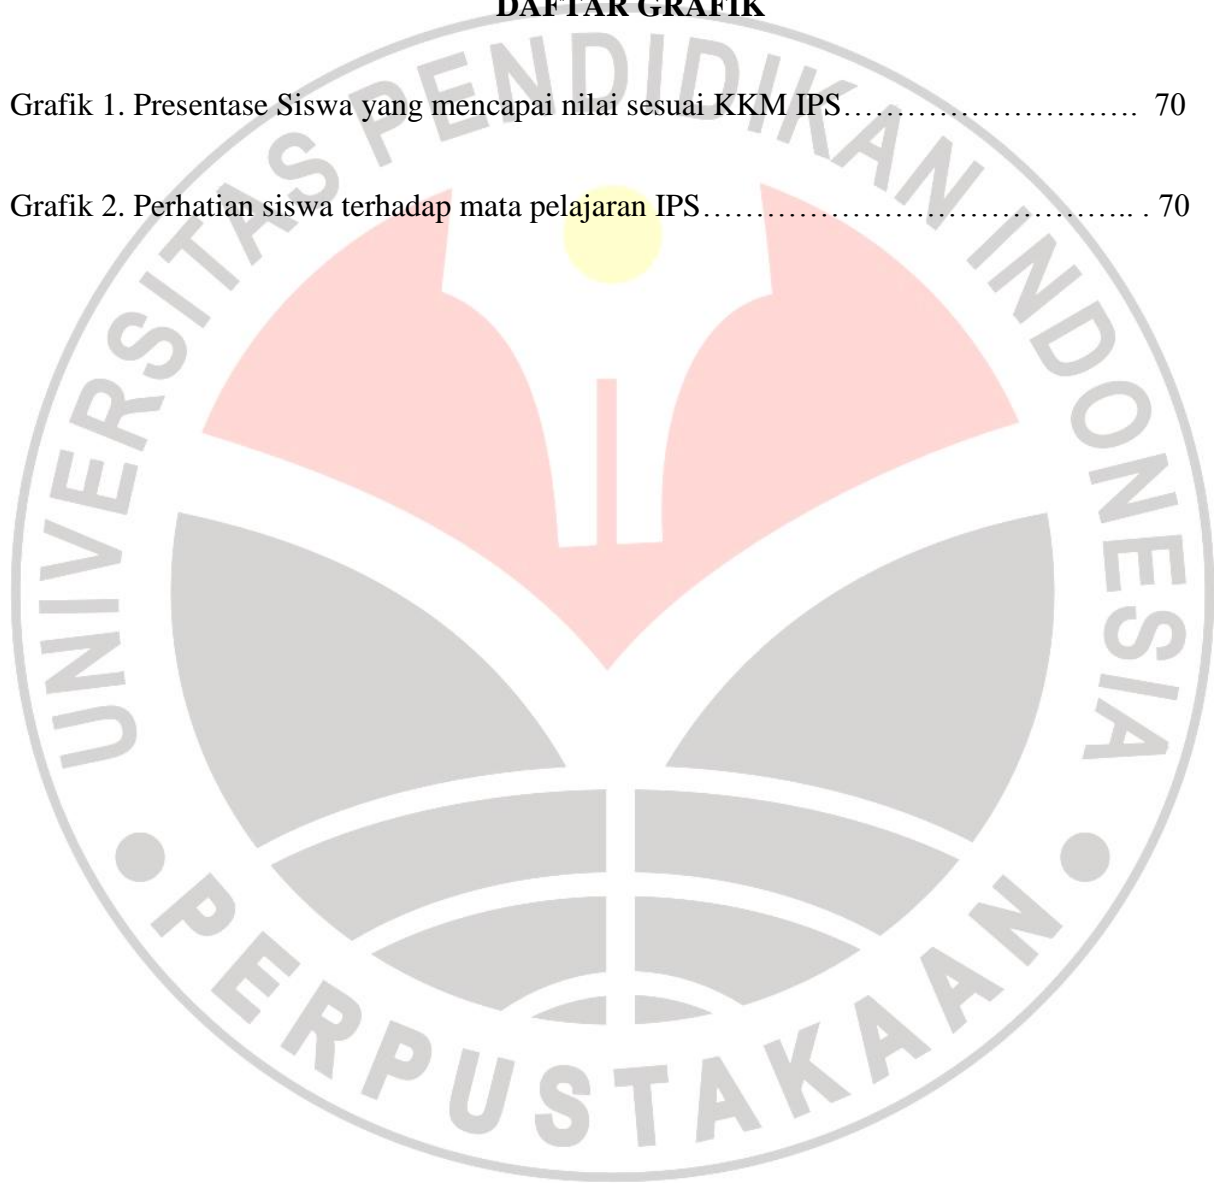 DAFTAR GRAFIK
Grafik 1. Presentase Siswa yang mencapai nilai sesuai KKM IPS………………………. 70
Grafik 2. Perhatian siswa terhadap mata pelajaran IPS………………………………….. . 70
UNIVERSITAS PENDIDIKAN INDONESIA
PERPUSTAKAAN